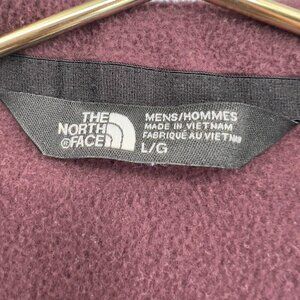 THE
NORTH
FACE
MENS/HOMMES
MADE IN VIETNAM
FABRIQUÉ AU VIETNAM
L/G